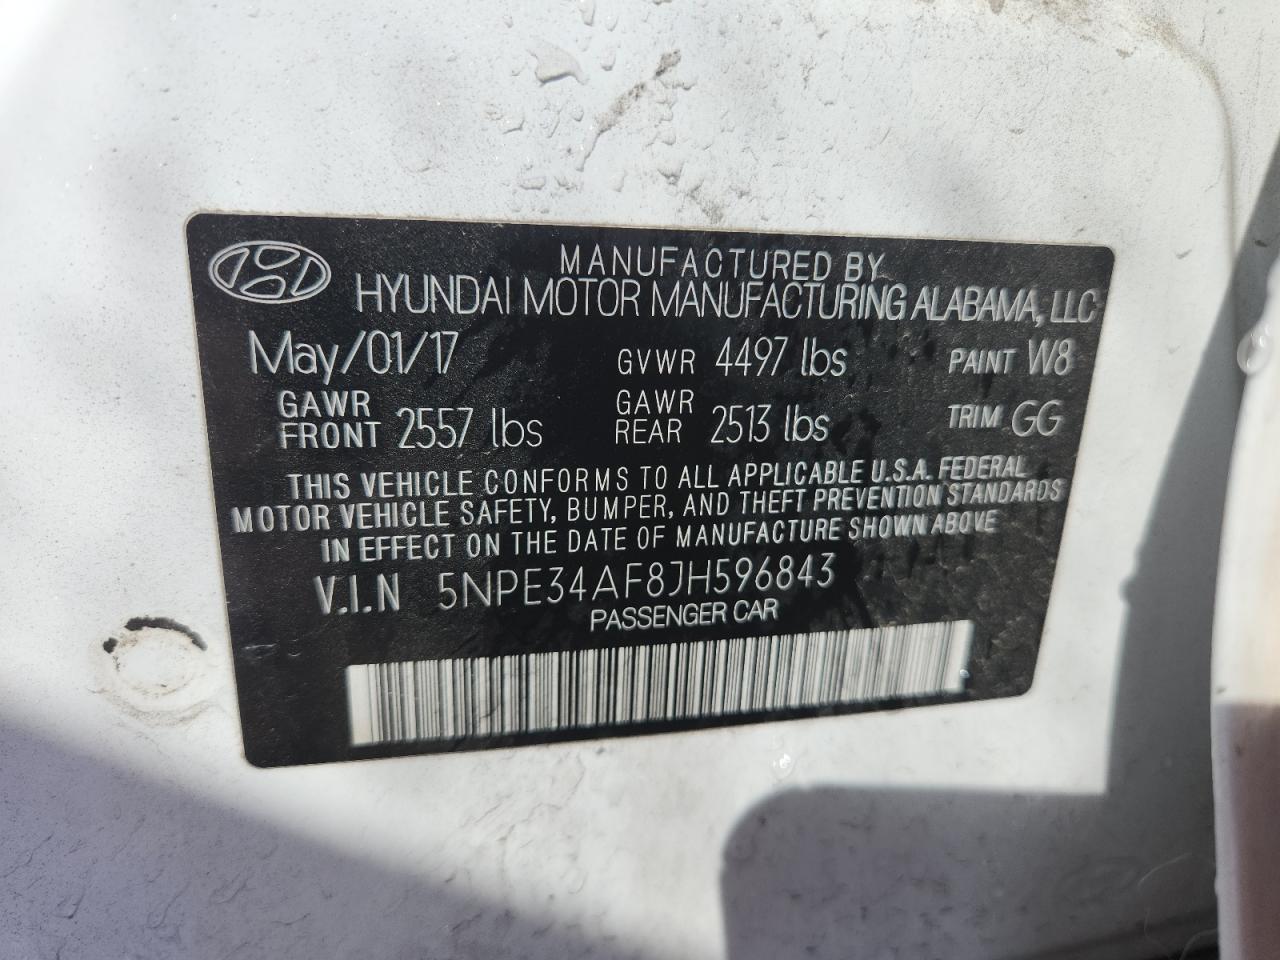 MANUFACTURED BY
HYUNDAI MOTOR MANUFACTURING ALABAMA, LLC
May/01/17 GVWR 4497 lbs PAINT W8
GAWR FRONT 2557 lbs GAWR REAR 2513 lbs TRIM GG
THIS VEHICLE CONFORMS TO ALL APPLICABLE U.S.A. FEDERAL
MOTOR VEHICLE SAFETY, BUMPER, AND THEFT PREVENTION STANDARDS
IN EFFECT ON THE DATE OF MANUFACTURE SHOWN ABOVE
V.I.N 5NPE34AF8JH596843
PASSENGER CAR